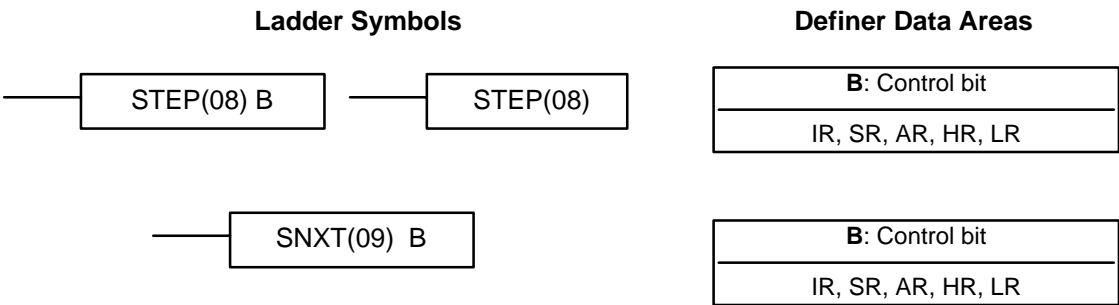 Ladder Symbols
Definer Data Areas
STEP(08) B
STEP(08)
B: Control bit
IR, SR, AR, HR, LR
SNXT(09) B
B: Control bit
IR, SR, AR, HR, LR